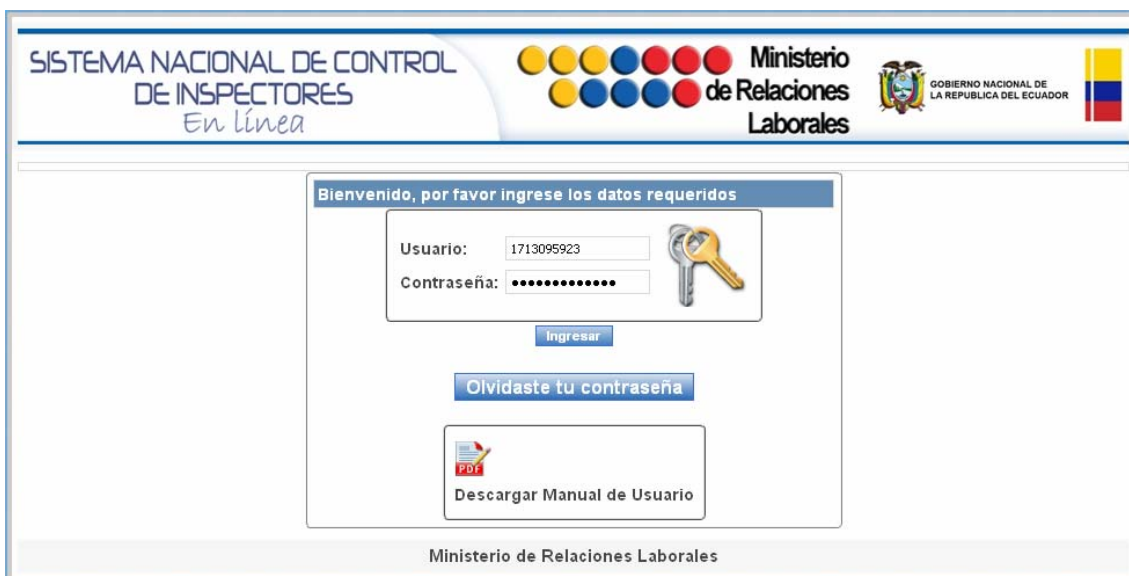 SISTEMA NACIONAL DE CONTROL
DE INSPECTORES
En línea
Ministerio
de Relaciones
Laborales
GOBIERNO NACIONAL DE
LA REPUBLICA DEL ECUADOR
Bienvenido, por favor ingrese los datos requeridos
Usuario: 1713095923
Contraseña: •••••••••••••
Ingresar
Olvidaste tu contraseña
PDF
Descargar Manual de Usuario
Ministerio de Relaciones Laborales